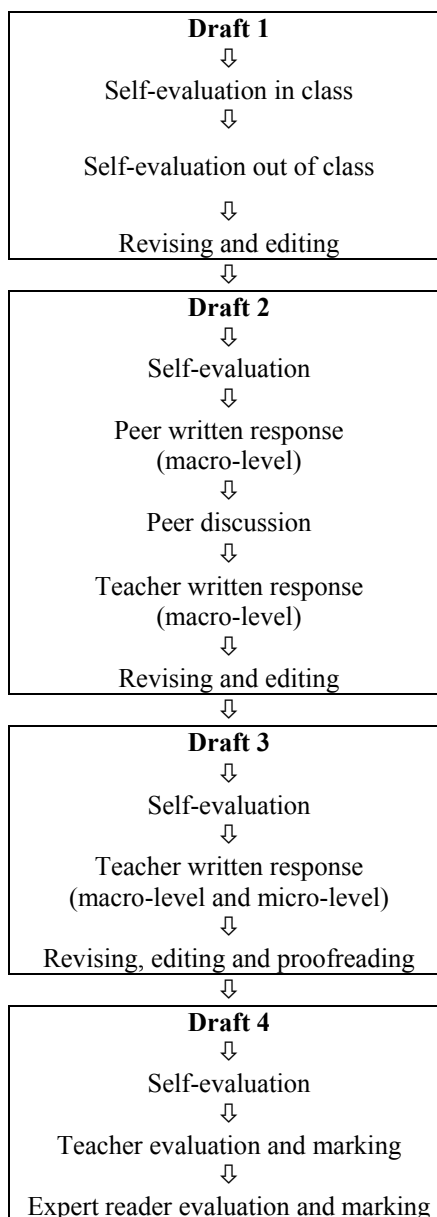 Draft 1
⇩
Self-evaluation in class
⇩
Self-evaluation out of class
⇩
Revising and editing
⇩
Draft 2
⇩
Self-evaluation
⇩
Peer written response
(macro-level)
⇩
Peer discussion
⇩
Teacher written response
(macro-level)
⇩
Revising and editing
⇩
Draft 3
⇩
Self-evaluation
⇩
Teacher written response
(macro-level and micro-level)
⇩
Revising, editing and proofreading
⇩
Draft 4
⇩
Self-evaluation
⇩
Teacher evaluation and marking
⇩
Expert reader evaluation and marking